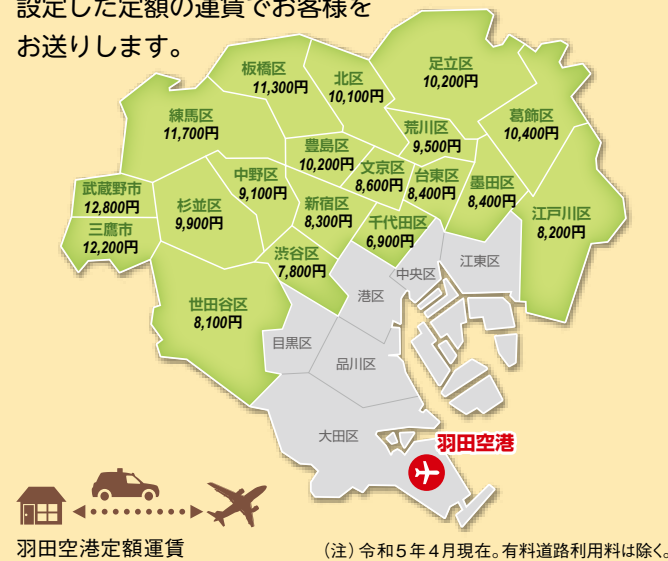 設定した定額の運賃でお客様を
お送りします。
板橋区
11,300円
北区
10,100円
足立区
10,200円
練馬区
11,700円
荒川区
9,500円
葛飾区
10,400円
豊島区
10,200円
文京区
8,600円
台東区
8,400円
墨田区
8,400円
武蔵野市
12,800円
杉並区
9,900円
中野区
9,100円
新宿区
8,300円
千代田区
6,900円
江戸川区
8,200円
三鷹市
12,200円
渋谷区
7,800円
中央区
江東区
世田谷区
8,100円
港区
目黒区
品川区
大田区
羽田空港
羽田空港定額運賃
(注)令和5年4月現在。有料道路利用料は除く。